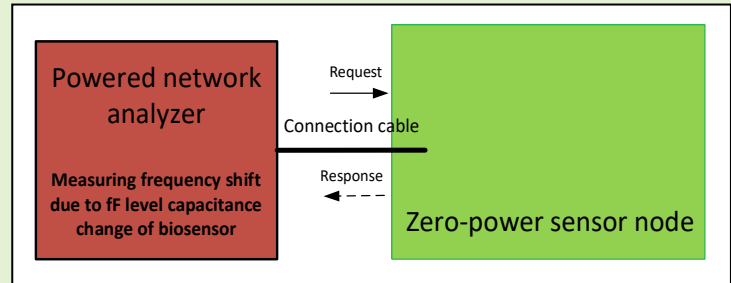 Powered network
analyzer
Measuring frequency shift
due to fF level capacitance
change of biosensor
Request
Connection cable
Response
Zero-power sensor node